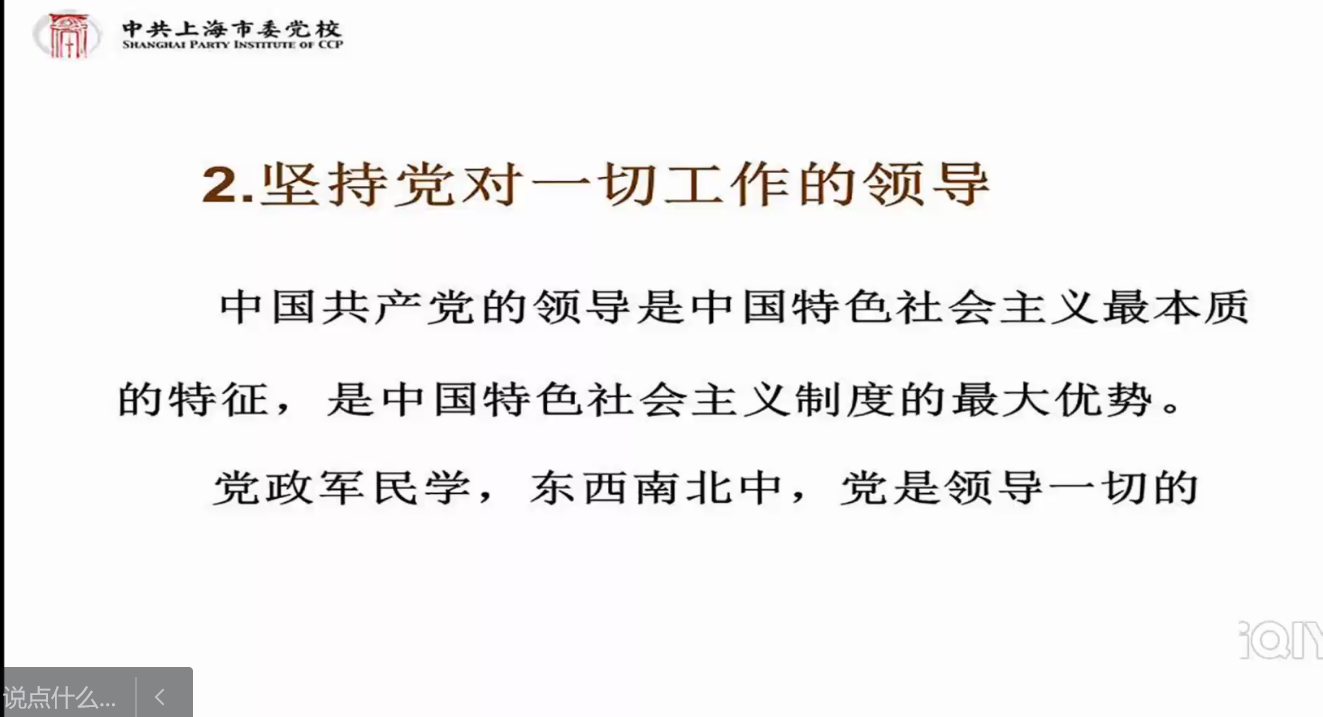 中共上海市委党校
SHANGHAI PARTY INSTITUTE OF CCP
2.坚持党对一切工作的领导
中国共产党的领导是中国特色社会主义最本质
的特征，是中国特色社会主义制度的最大优势。
党政军民学，东西南北中，党是领导一切的
iQIY
说点什么...